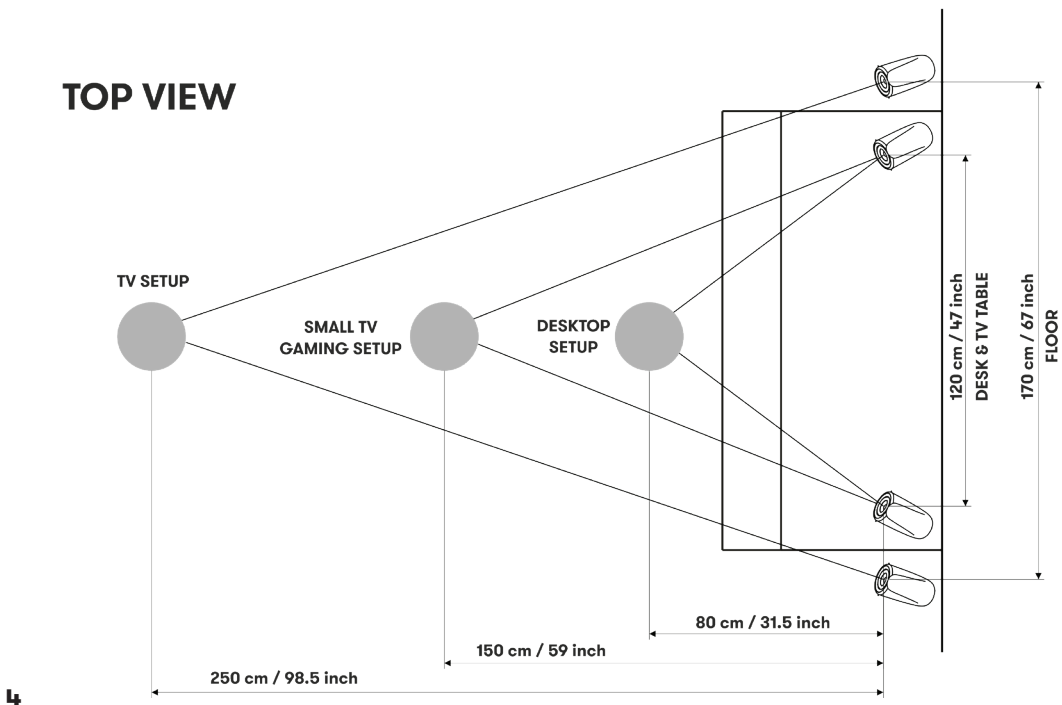 TOP VIEW
TV SETUP
SMALL TV
GAMING SETUP
DESKTOP
SETUP
120 cm / 47 inch
DESK & TV TABLE
170 cm / 67 inch
FLOOR
80 cm / 31.5 inch
150 cm / 59 inch
250 cm / 98.5 inch
4